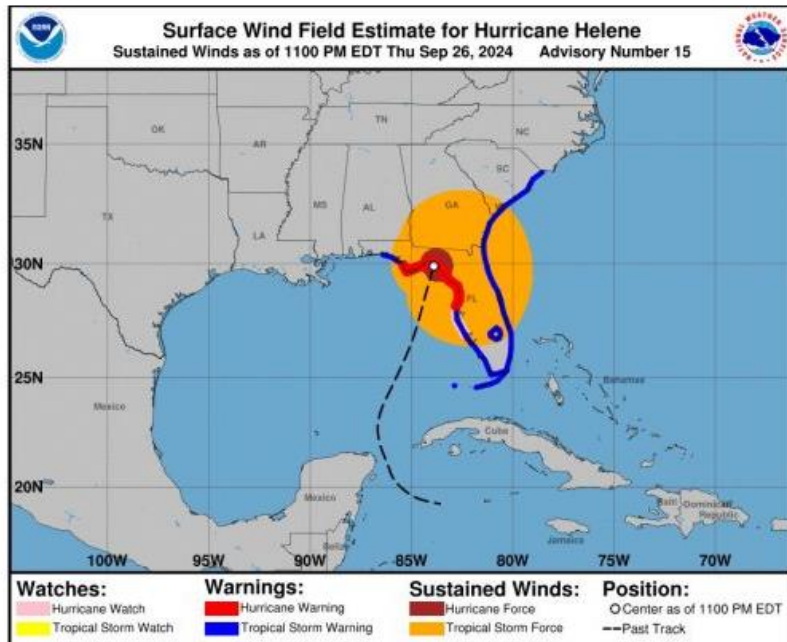 Surface Wind Field Estimate for Hurricane Helene
Sustained Winds as of 1100 PM EDT Thu Sep 26, 2024 Advisory Number 15
OK
TN
NC
35N
AR
SC
MS
AL
GA
TX
LA
30N
FL
25N
Mexico
Bahamas
Cuba
20N
Mexico
Haiti
Dominican
Republic
Jamaica
Belize
100W 95W 90W 85W 80W 75W 70W
Watches: Warnings: Sustained Winds: Position:
Hurricane Watch Hurricane Warning Hurricane Force Center as of 1100 PM EDT
Tropical Storm Watch Tropical Storm Warning Tropical Storm Force Past Track